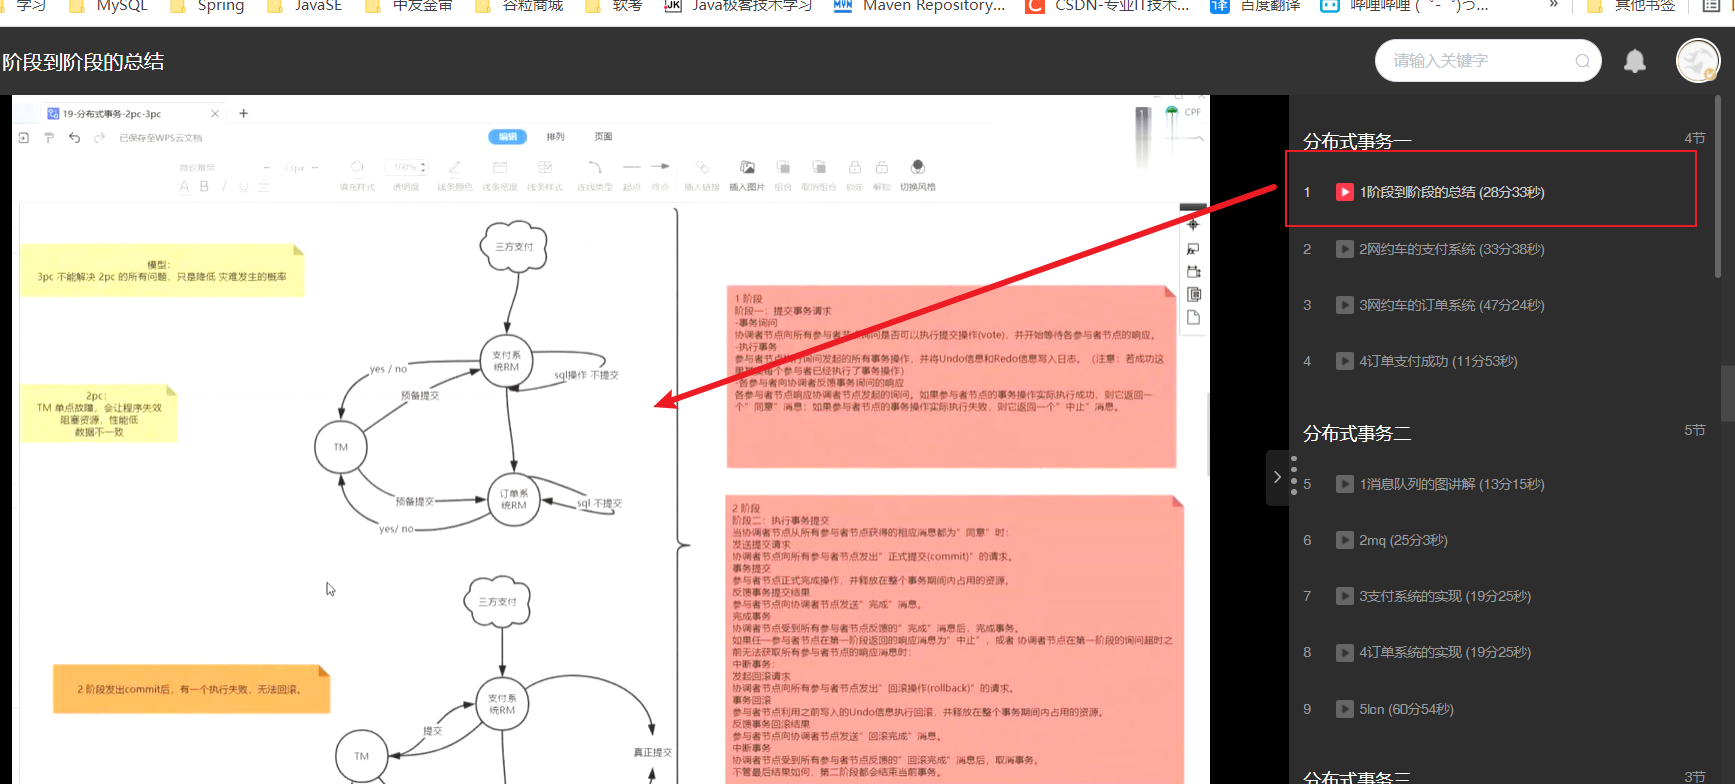 学习
MySQL
Spring
JavaSE
中友金审
谷粒商城
软考
Java极客技术学习
Maven Repository...
CSDN-专业IT技术...
百度翻译
哔哩哔哩 (゜-゜)つ...
»
其他书签
阶段到阶段的总结
请输入关键字
19-分布式事务-2pc-3pc
CPF
已保存至WPS云文档
编辑
排列
页面
微软雅黑
13px
100%
B I U
填充样式
透明度
线条颜色
线条宽度
线条样式
连线类型
起点
终点
插入链接
插入图片
组合
取消组合
锁定
解锁
切换风格
模型:
3pc 不能解决 2pc 的所有问题，只是降低 灾难发生的概率
2pc:
TM 单点故障，会让程序失效
阻塞资源，性能低
数据不一致
三方支付
支付系
统RM
sql操作 不提交
yes / no
预备提交
TM
预备提交
yes/ no
订单系
统RM
sql 不提交
三方支付
2 阶段发出commit后，有一个执行失败，无法回滚。
支付系
统RM
提交
TM
真正提交
1 阶段
阶段一：提交事务请求
-事务询问
协调者节点向所有参与者节点询问是否可以执行提交操作(vote)，并开始等待各参与者节点的响应。
-执行事务
参与者节点执行询问发起的所有事务操作，并将Undo信息和Redo信息写入日志。（注意：若成功这
每个参与者已经执行了事务操作）
-各参与者向协调者反馈事务询问的响应
各参与者节点响应协调者节点发起的询问。如果参与者节点的事务操作实际执行成功，则它返回一
个”同意”消息；如果参与者节点的事务操作实际执行失败，则它返回一个”中止”消息。
2 阶段
阶段二：执行事务提交
当协调者节点从所有参与者节点获得的相应消息都为”同意”时：
发送提交请求
协调者节点向所有参与者节点发出”正式提交(commit)”的请求。
事务提交
参与者节点正式完成操作，并释放在整个事务期间内占用的资源。
反馈事务提交结果
参与者节点向协调者节点发送”完成”消息。
完成事务
协调者节点受到所有参与者节点反馈的”完成”消息后，完成事务。
如果任一参与者节点在第一阶段返回的响应消息为”中止”，或者 协调者节点在第一阶段的询问超时之
前无法获取所有参与者节点的响应消息时：
中断事务：
发起回滚请求
协调者节点向所有参与者节点发出”回滚操作(rollback)”的请求。
事务回滚
参与者节点利用之前写入的Undo信息执行回滚，并释放在整个事务期间内占用的资源。
反馈事务回滚结果
参与者节点向协调者节点发送”回滚完成”消息。
中断事务
协调者节点受到所有参与者节点反馈的”回滚完成”消息后，取消事务。
不管最后结果如何，第二阶段都会结束当前事务。
分布式事务一
4节
1 1阶段到阶段的总结 (28分33秒)
2 2网约车的支付系统 (33分38秒)
3 3网约车的订单系统 (47分24秒)
4 4订单支付成功 (11分53秒)
分布式事务二
5节
5 1消息队列的图讲解 (13分15秒)
6 2mq (25分3秒)
7 3支付系统的实现 (19分25秒)
8 4订单系统的实现 (19分25秒)
9 5lcn (60分54秒)
分布式事务三
3节